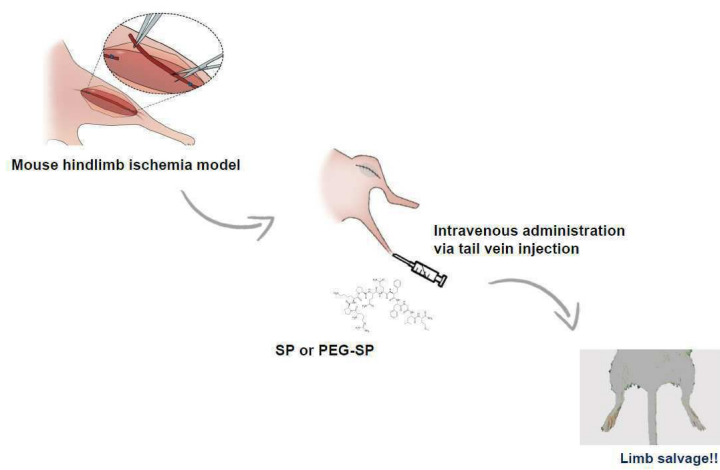 Mouse hindlimb ischemia model
Intravenous administration
via tail vein injection
SP or PEG-SP
Limb salvage!!